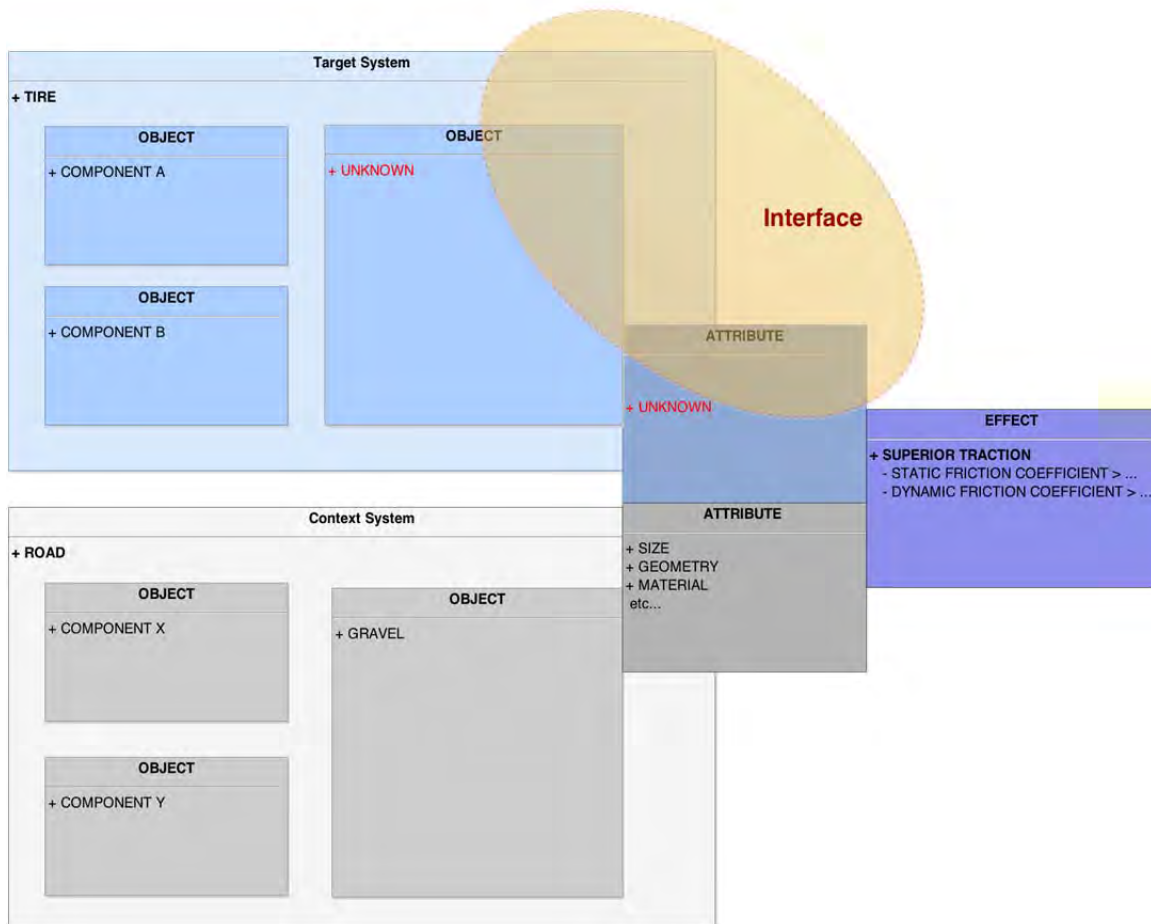 Target System
+ TIRE
OBJECT
+ COMPONENT A
OBJECT
+ UNKNOWN
OBJECT
+ COMPONENT B
Interface
ATTRIBUTE
+ UNKNOWN
EFFECT
+ SUPERIOR TRACTION
- STATIC FRICTION COEFFICIENT > ...
- DYNAMIC FRICTION COEFFICIENT > ...
Context System
+ ROAD
OBJECT
+ COMPONENT X
OBJECT
+ GRAVEL
OBJECT
+ COMPONENT Y
ATTRIBUTE
+ SIZE
+ GEOMETRY
+ MATERIAL
etc...